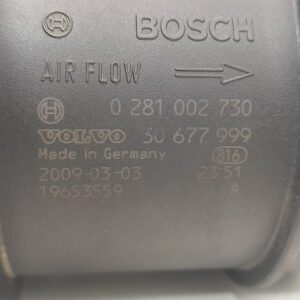 BOSCH
AIR FLOW
0 281 002 730
VOLVO 30 677 999
Made in Germany 816
2009-03-03 23:51
19653559 A